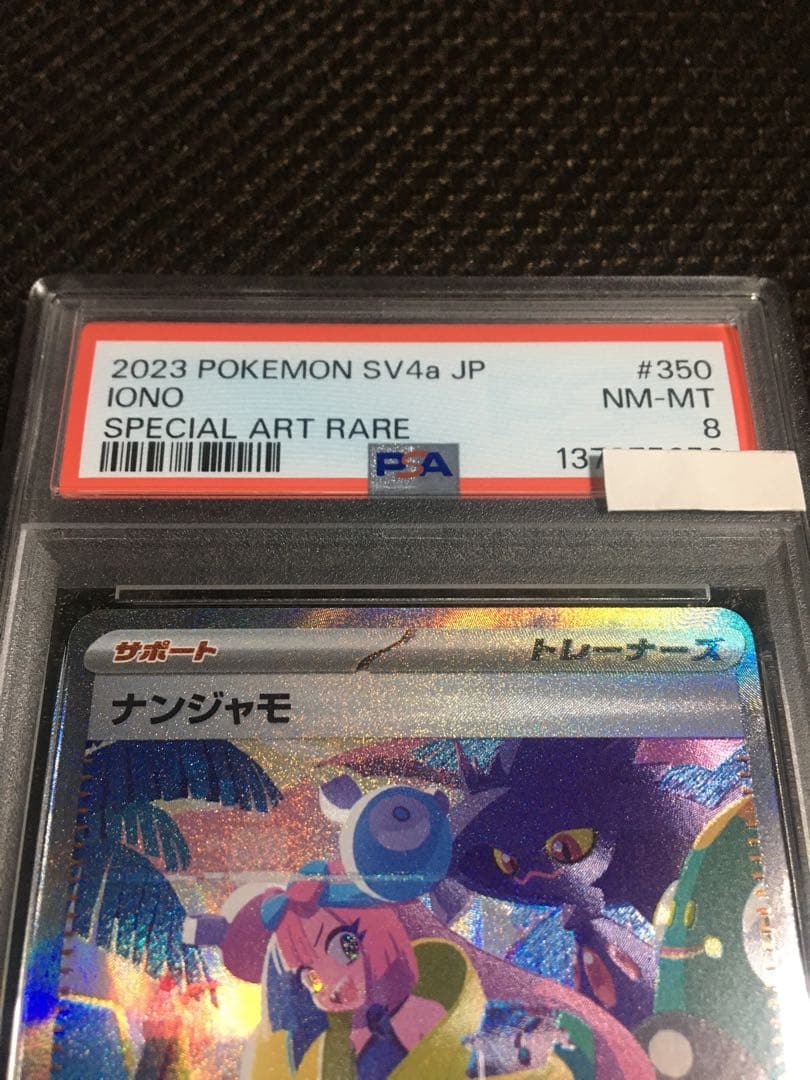 2023 POKEMON SV4a JP #350
IONO NM-MT
SPECIAL ART RARE 8
PSA
サポート トレーナーズ
ナンジャモ